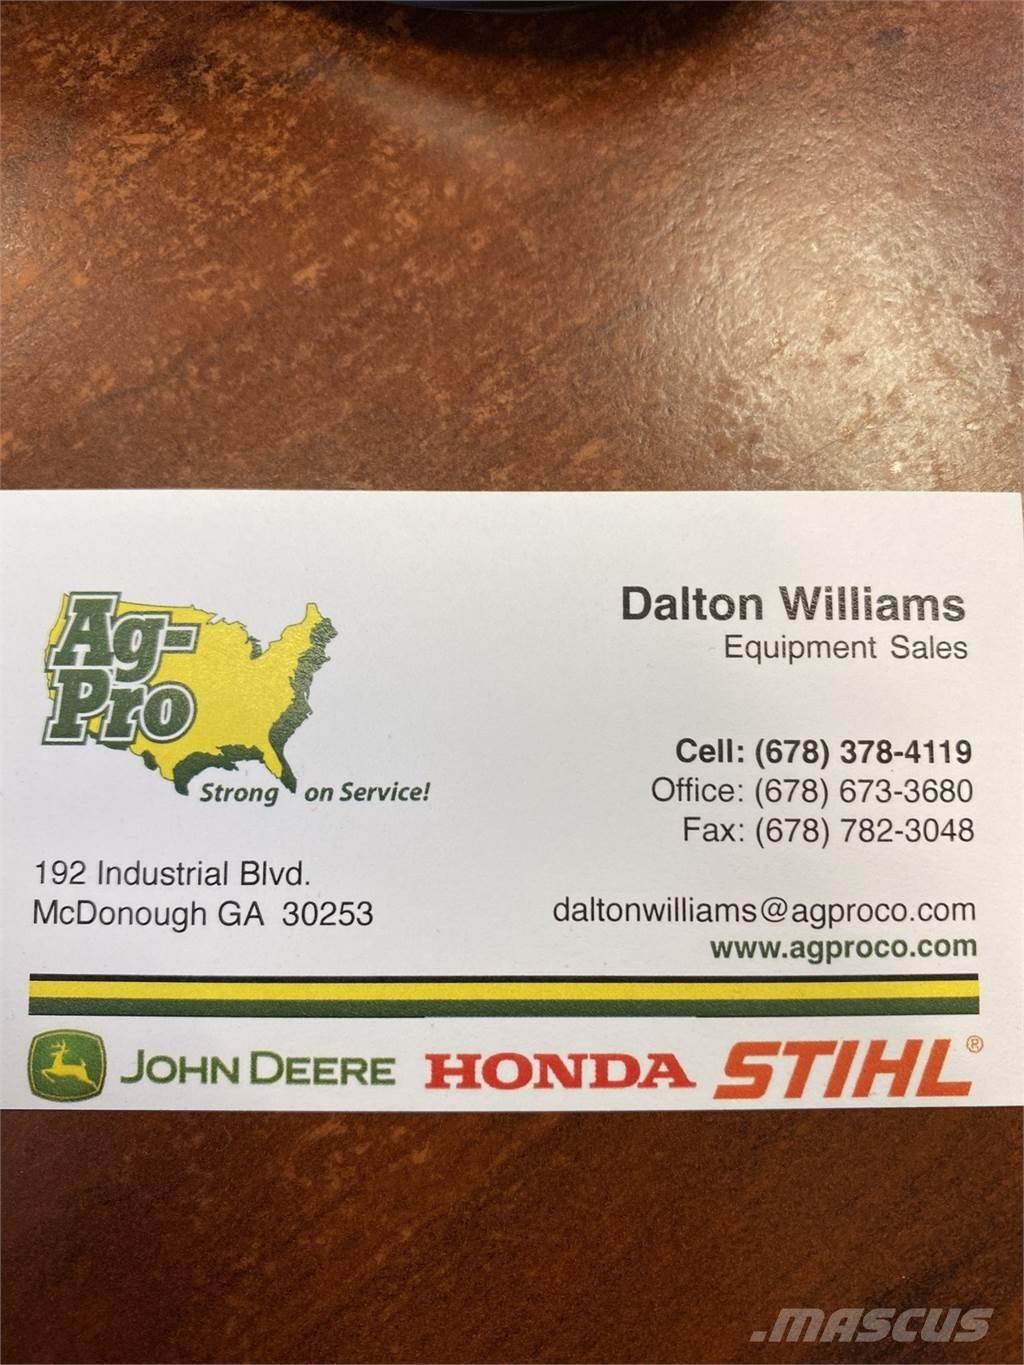 Ag-
Pro
Strong on Service!
192 Industrial Blvd.
McDonough GA 30253
Dalton Williams
Equipment Sales
Cell: (678) 378-4119
Office: (678) 673-3680
Fax: (678) 782-3048
daltonwilliams@agproco.com
www.agproco.com
JOHN DEERE HONDA STIHL®
.MASCUS